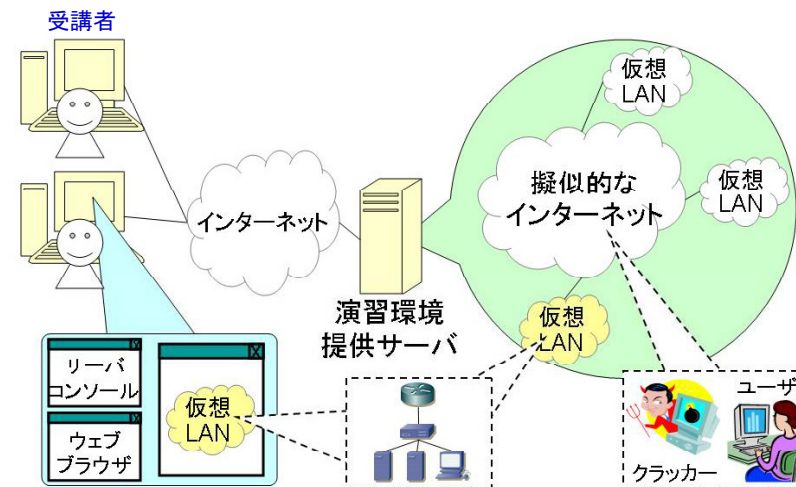 受講者
インターネット
演習環境
提供サーバ
擬似的な
インターネット
仮想
LAN
仮想
LAN
仮想
LAN
リーバ
コンソール
ウェブ
ブラウザ
仮想
LAN
クラッカー
ユーザ